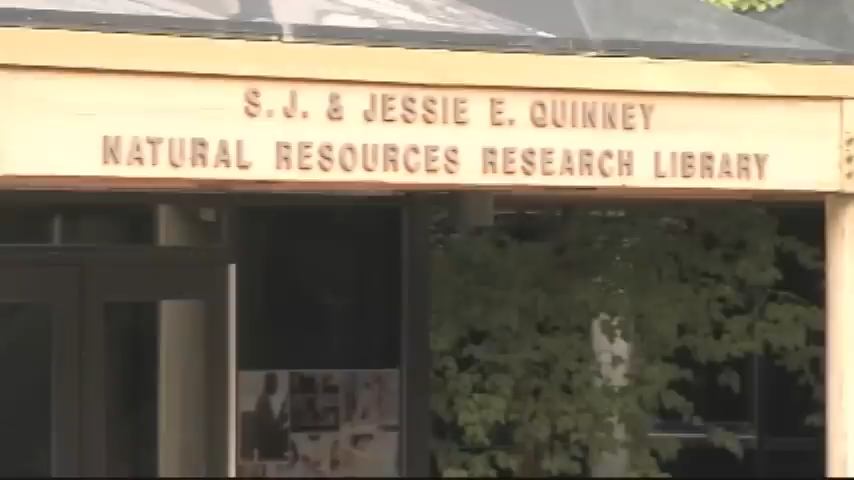 S.J. & JESSIE E. QUINNEY
NATURAL RESOURCES RESEARCH LIBRARY